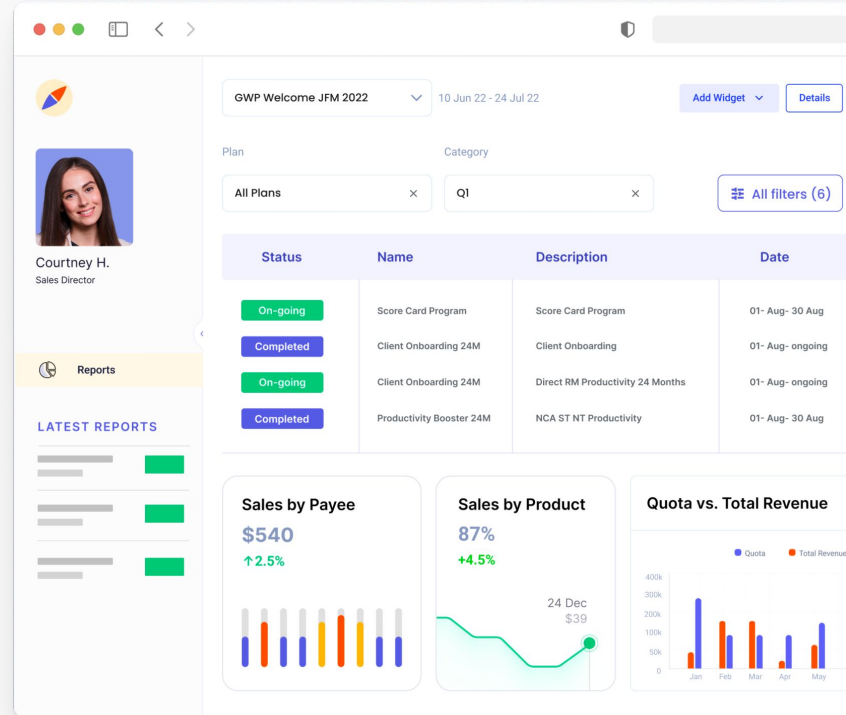 GWP Welcome JFM 2022
10 Jun 22 - 24 Jul 22
Add Widget
Details
Plan
Category
All Plans
Q1
All filters (6)
Courtney H.
Sales Director
Reports
LATEST REPORTS
Status Name Description Date
On-going Score Card Program Score Card Program 01- Aug- 30 Aug
Completed Client Onboarding 24M Client Onboarding 01- Aug- ongoing
On-going Client Onboarding 24M Direct RM Productivity 24 Months 01- Aug- ongoing
Completed Productivity Booster 24M NCA ST NT Productivity 01- Aug- 30 Aug
Sales by Payee
$540
↑2.5%
Sales by Product
87%
+4.5%
24 Dec
$39
Quota vs. Total Revenue
Quota Total Revenue
400k
300k
200k
100k
50k
0
Jan Feb Mar Apr May